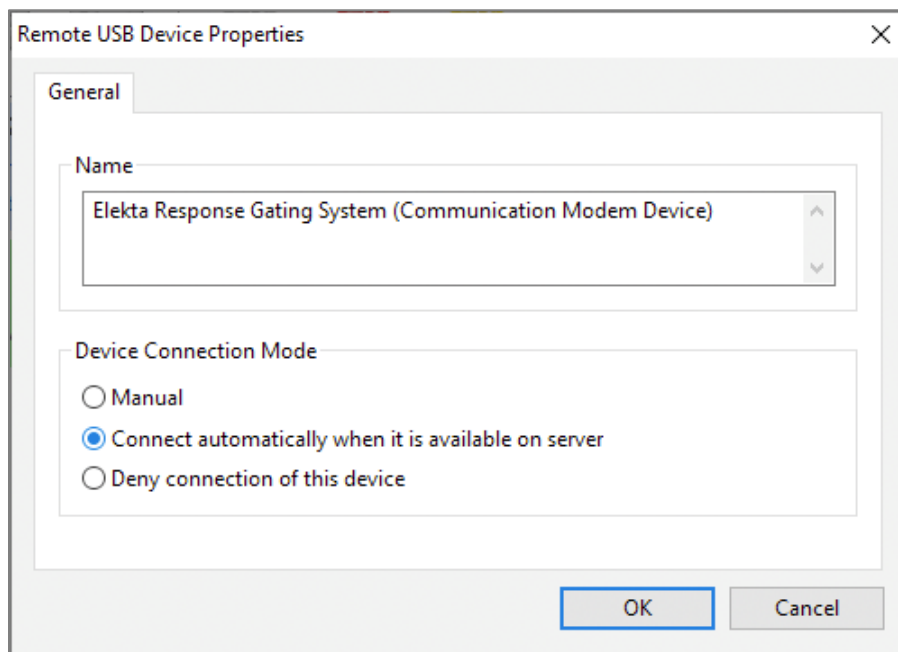 Remote USB Device Properties
General
Name
Elekta Response Gating System (Communication Modem Device)
Device Connection Mode
Manual
Connect automatically when it is available on server
Deny connection of this device
OK Cancel